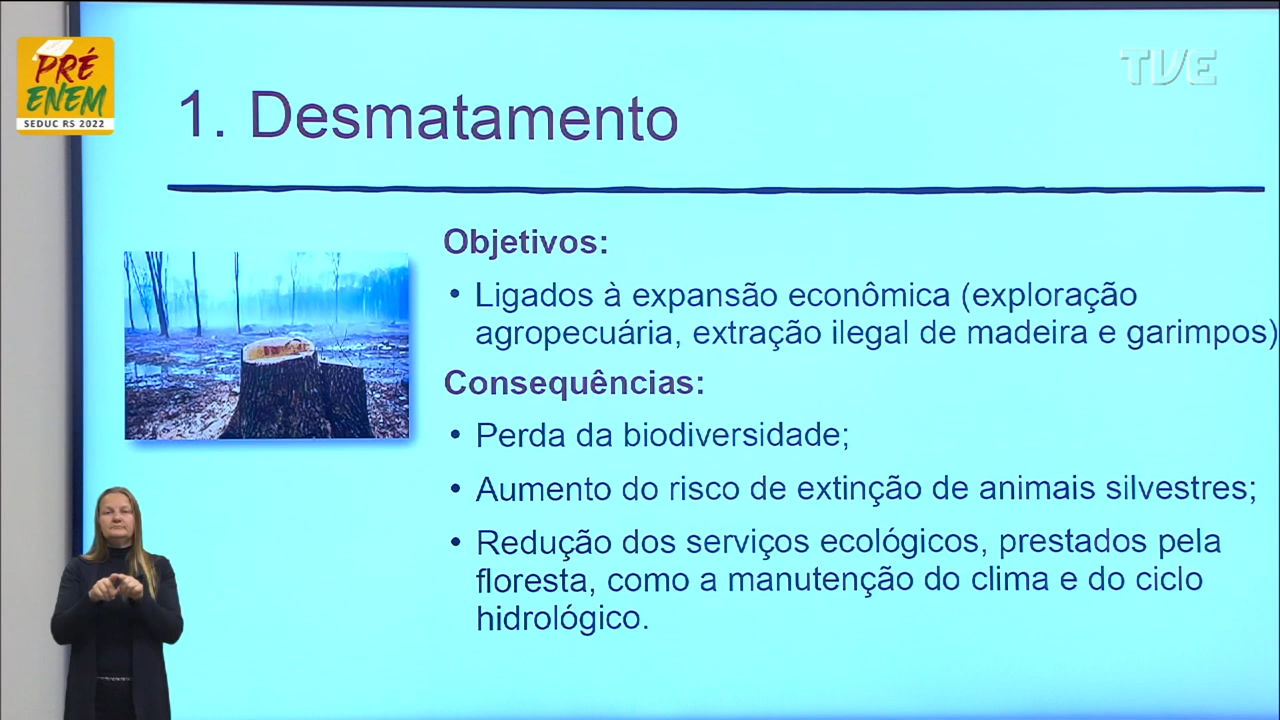 PRÉ
ENEM
SEDUC RS 2022
TVE
1. Desmatamento
Objetivos:
• Ligados à expansão econômica (exploração
agropecuária, extração ilegal de madeira e garimpos)
Consequências:
• Perda da biodiversidade;
• Aumento do risco de extinção de animais silvestres;
• Redução dos serviços ecológicos, prestados pela
floresta, como a manutenção do clima e do ciclo
hidrológico.